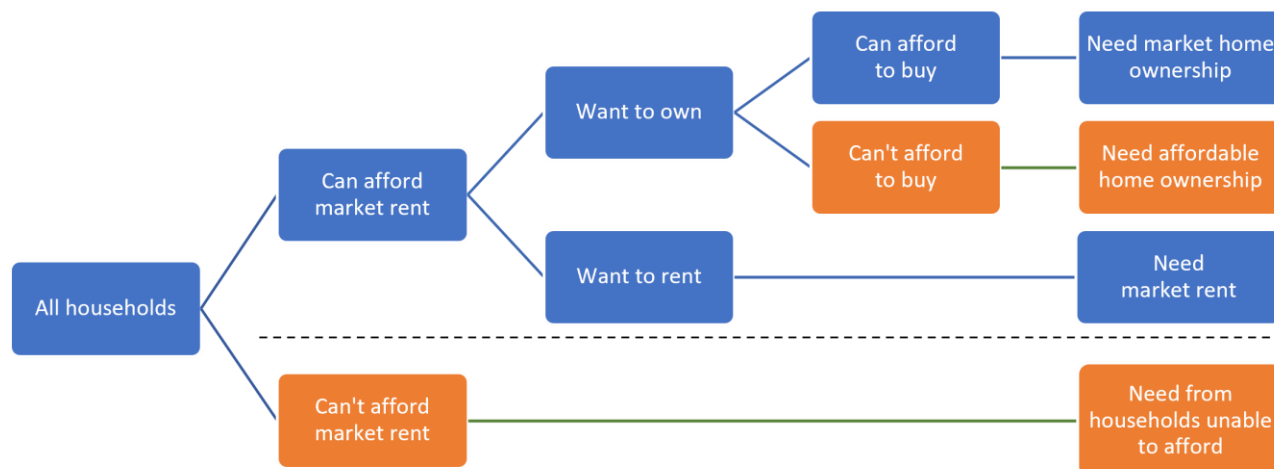 Can afford
to buy
Need market home
ownership
Want to own
Can't afford
to buy
Need affordable
home ownership
Can afford
market rent
Want to rent
Need
market rent
All households
Can't afford
market rent
Need from
households unable
to afford